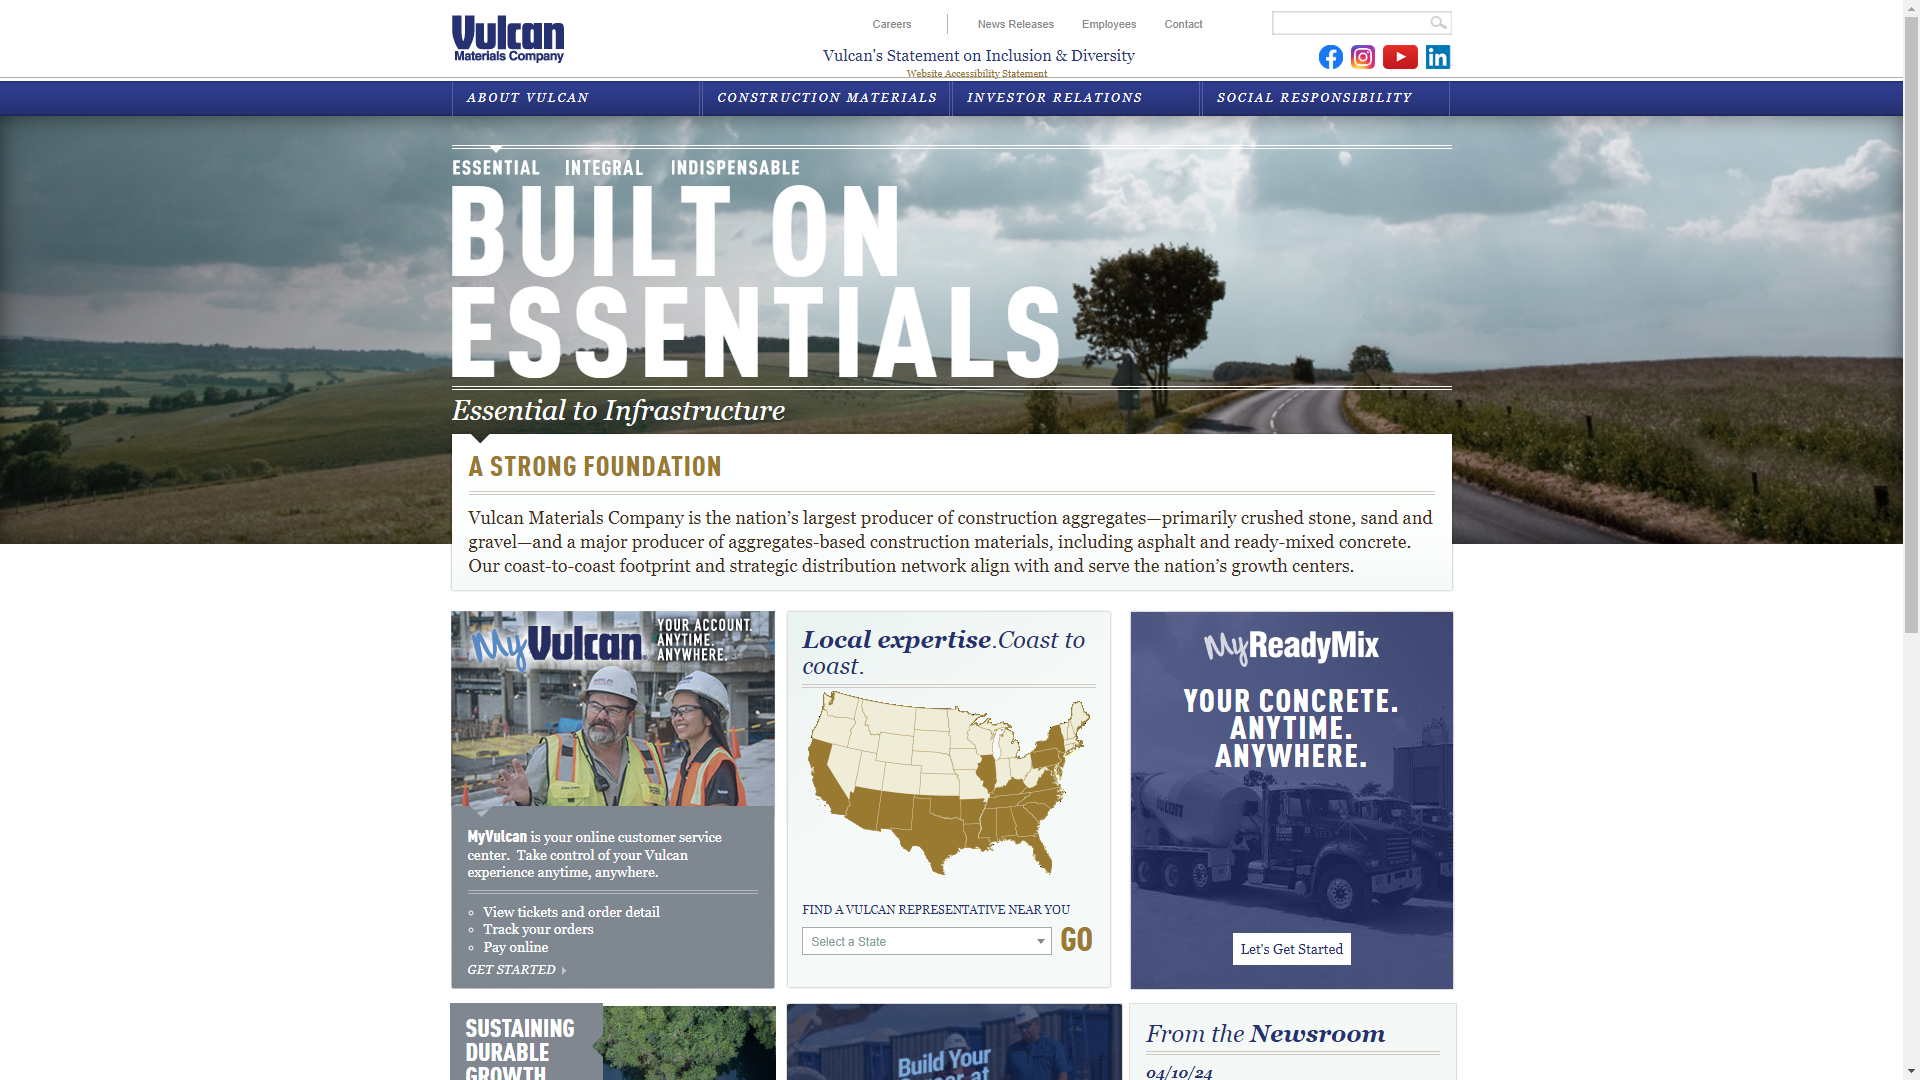 Vulcan
Materials Company
Careers
News Releases
Employees
Contact
Vulcan's Statement on Inclusion & Diversity
Website Accessibility Statement
ABOUT VULCAN
CONSTRUCTION MATERIALS
INVESTOR RELATIONS
SOCIAL RESPONSIBILITY
ESSENTIAL INTEGRAL INDISPENSABLE
BUILT ON
ESSENTIALS
Essential to Infrastructure
A STRONG FOUNDATION
Vulcan Materials Company is the nation’s largest producer of construction aggregates—primarily crushed stone, sand and
gravel—and a major producer of aggregates-based construction materials, including asphalt and ready-mixed concrete.
Our coast-to-coast footprint and strategic distribution network align with and serve the nation’s growth centers.
MyVulcan
YOUR ACCOUNT.
ANYTIME.
ANYWHERE.
MyVulcan is your online customer service
center. Take control of your Vulcan
experience anytime, anywhere.
View tickets and order detail
Track your orders
Pay online
GET STARTED
Local expertise.Coast to
coast.
FIND A VULCAN REPRESENTATIVE NEAR YOU
Select a State
GO
MyReadyMix
YOUR CONCRETE.
ANYTIME.
ANYWHERE.
Let's Get Started
SUSTAINING
DURABLE
GROWTH
Build Your
Career at
From the Newsroom
04/10/24